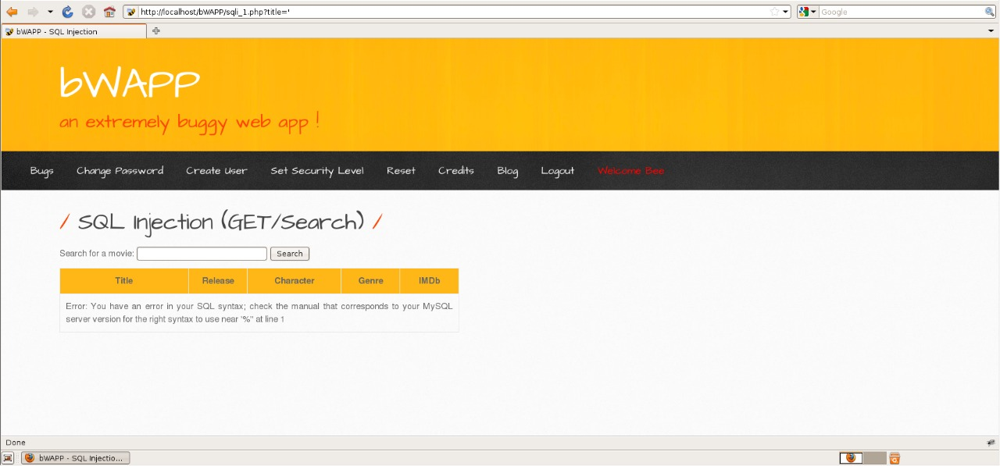 http://localhost/bWAPP/sqli_1.php?title='
Google
bWAPP - SQL Injection
bWAPP
an extremely buggy web app !
Bugs Change Password Create User Set Security Level Reset Credits Blog Logout Welcome Bee
/ SQL Injection (GET/Search) /
Search for a movie: Search
Title Release Character Genre IMDb
Error: You have an error in your SQL syntax; check the manual that corresponds to your MySQL
server version for the right syntax to use near '%'' at line 1
Done
bWAPP - SQL Injectio...